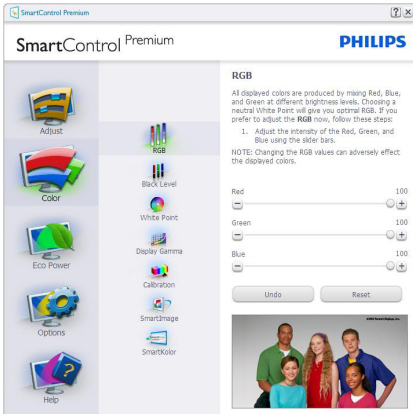 SmartControl Premium
SmartControl Premium
PHILIPS
Adjust
Color
Eco Power
Options
Help
RGB
Black Level
White Point
Display Gamma
Calibration
SmartImage
SmartKolor
RGB
All displayed colors are produced by mixing Red, Blue,
and Green at different brightness levels. Choosing a
neutral White Point will give you optimal RGB. If you
prefer to adjust the RGB now, follow these steps:
1. Adjust the intensity of the Red, Green, and
Blue using the slider bars.
NOTE: Changing the RGB values can adversely effect
the displayed colors.
Red 100
Green 100
Blue 100
Undo Reset